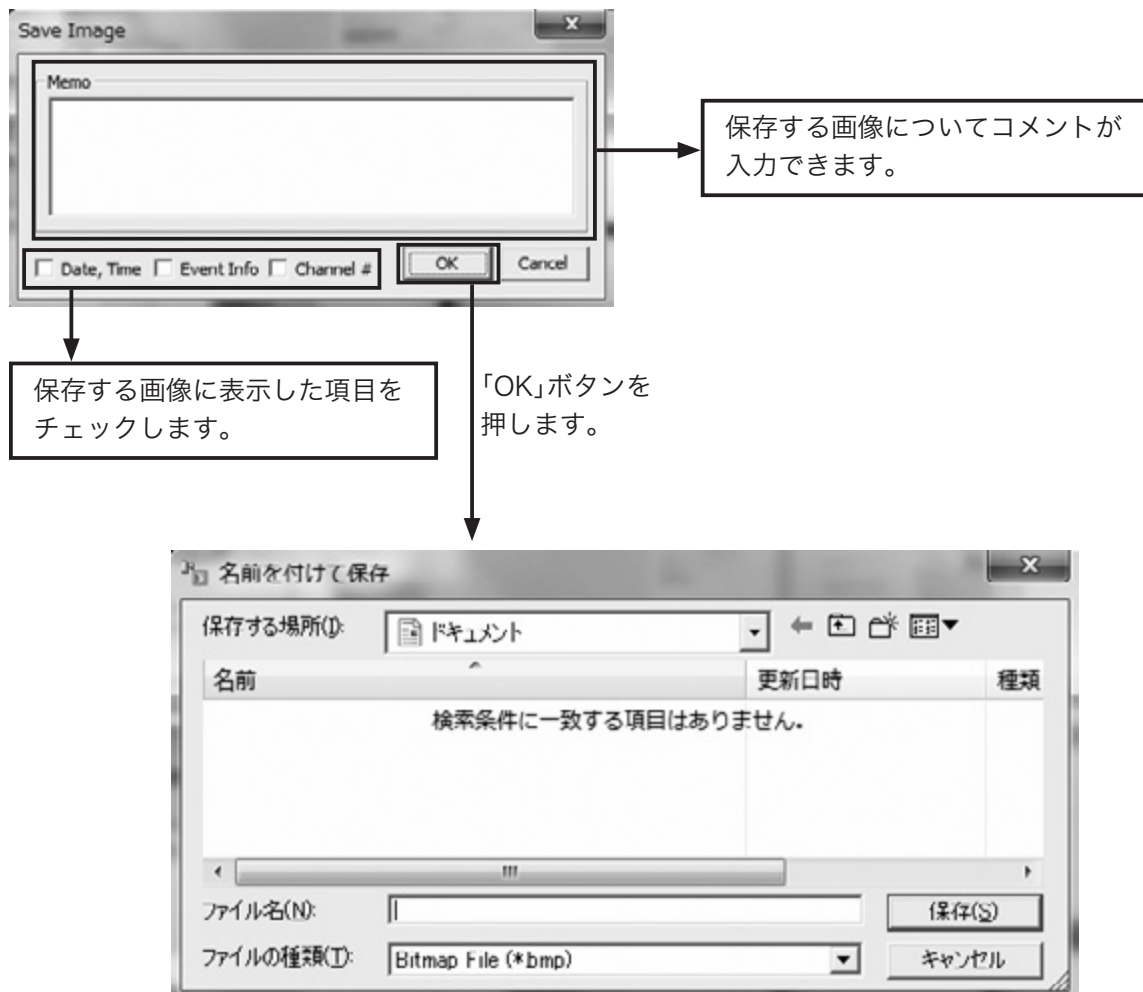 Save Image
Memo
保存する画像についてコメントが
入力できます。
Date, Time Event Info Channel # OK Cancel
保存する画像に表示した項目を
チェックします。
「OK」ボタンを
押します。
名前を付けて保存
保存する場所(I): ドキュメント
名前 更新日時 種類
検索条件に一致する項目はありません。
ファイル名(N): 保存(S)
ファイルの種類(T): Bitmap File (*bmp) キャンセル